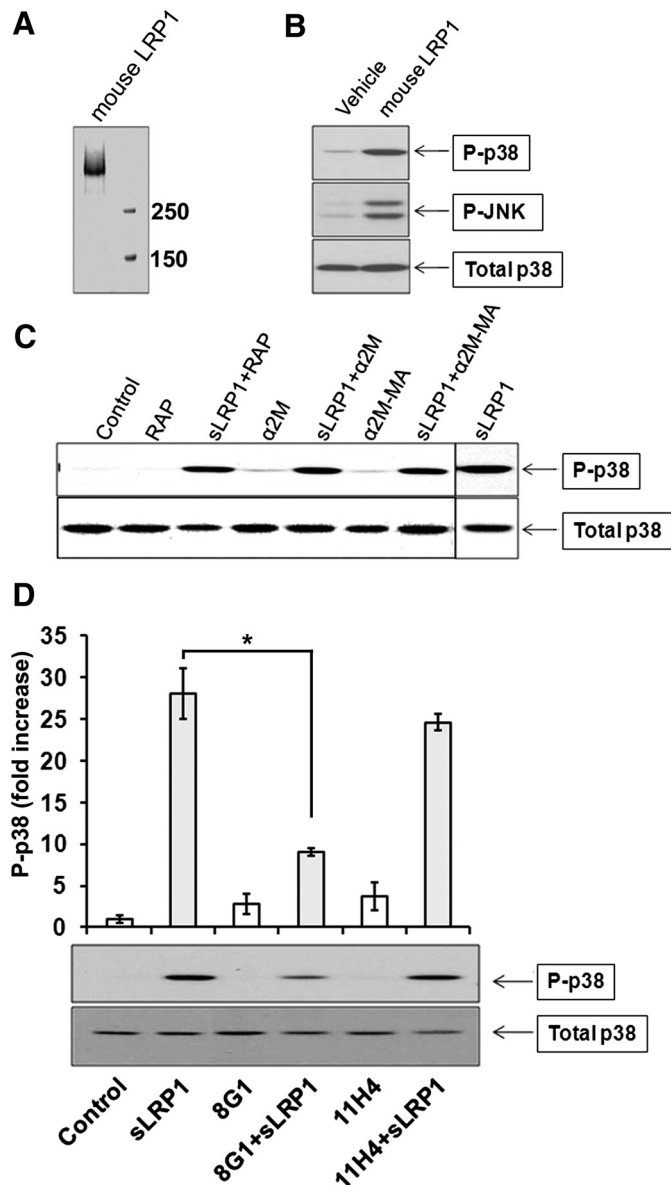 A
mouse LRP1
250
150
B
Vehicle
mouse LRP1
P-p38
P-JNK
Total p38
C
Control
RAP
sLRP1+RAP
α2M
sLRP1+α2M
α2M-MA
sLRP1+α2M-MA
sLRP1
P-p38
Total p38
D
P-p38 (fold increase)
35
30
25
20
15
10
5
0
*
P-p38
Total p38
Control
sLRP1
8G1
8G1+sLRP1
11H4
11H4+sLRP1